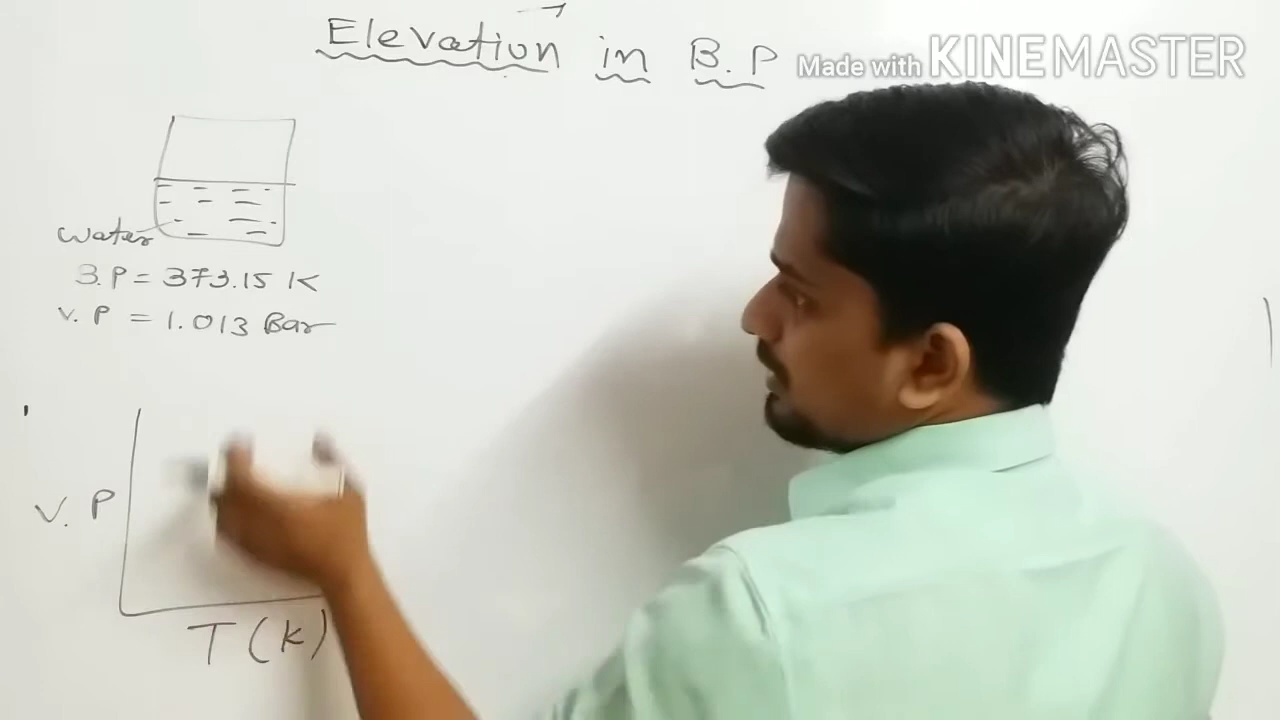 Elevation in B.P
Made with KINEMASTER
water
B.P = 373.15 K
V.P = 1.013 Bar
V.P
T(K)